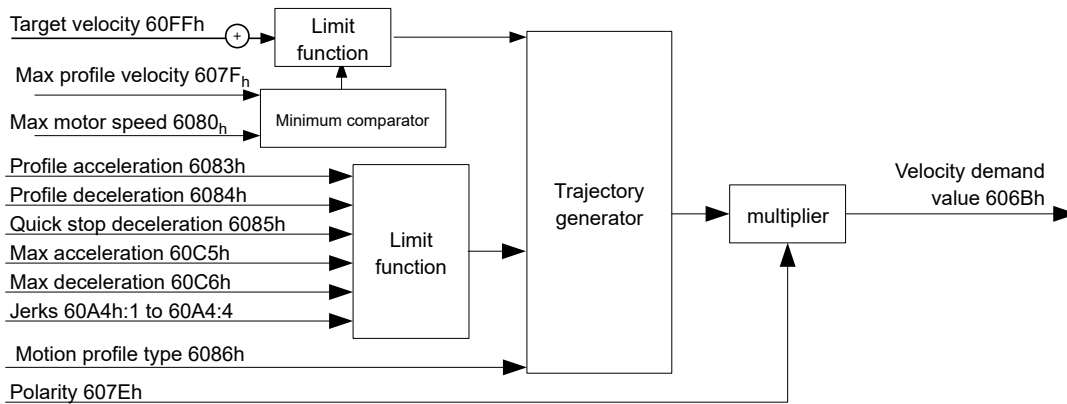 Target velocity 60FFh
+
Limit
function
Max profile velocity 607Fh
Max motor speed 6080h
Minimum comparator
Profile acceleration 6083h
Profile deceleration 6084h
Quick stop deceleration 6085h
Max acceleration 60C5h
Max deceleration 60C6h
Jerks 60A4h:1 to 60A4:4
Limit
function
Motion profile type 6086h
Polarity 607Eh
Trajectory
generator
multiplier
Velocity demand
value 606Bh